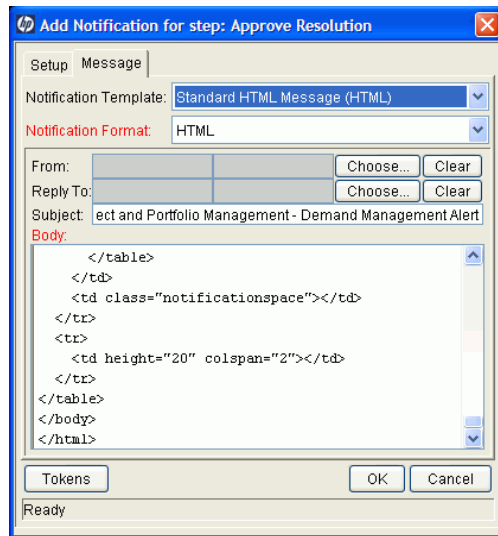 hp Add Notification for step: Approve Resolution
Setup Message
Notification Template: Standard HTML Message (HTML)
Notification Format: HTML
From: Choose... Clear
Reply To: Choose... Clear
Subject: ect and Portfolio Management - Demand Management Alert
Body:
</table>
</td>
<td class="notificationspace"></td>
</tr>
<tr>
<td height="20" colspan="2"></td>
</tr>
</table>
</body>
</html>
Tokens OK Cancel
Ready